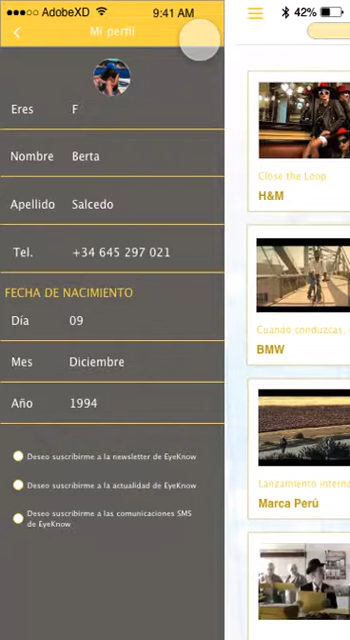 AdobeXD 9:41 AM 42%
Mi perfil
Eres F
Nombre Berta
Apellido Salcedo
Tel. +34 645 297 021
FECHA DE NACIMIENTO
Día 09
Mes Diciembre
Año 1994
Deseo suscribirme a la newsletter de EyeKnow
Deseo suscribirme a la actualidad de EyeKnow
Deseo suscribirme a las comunicaciones SMS
de EyeKnow
Close the Loop
H&M
Cuando conduzcas,
BMW
Lanzamiento interna
Marca Perú